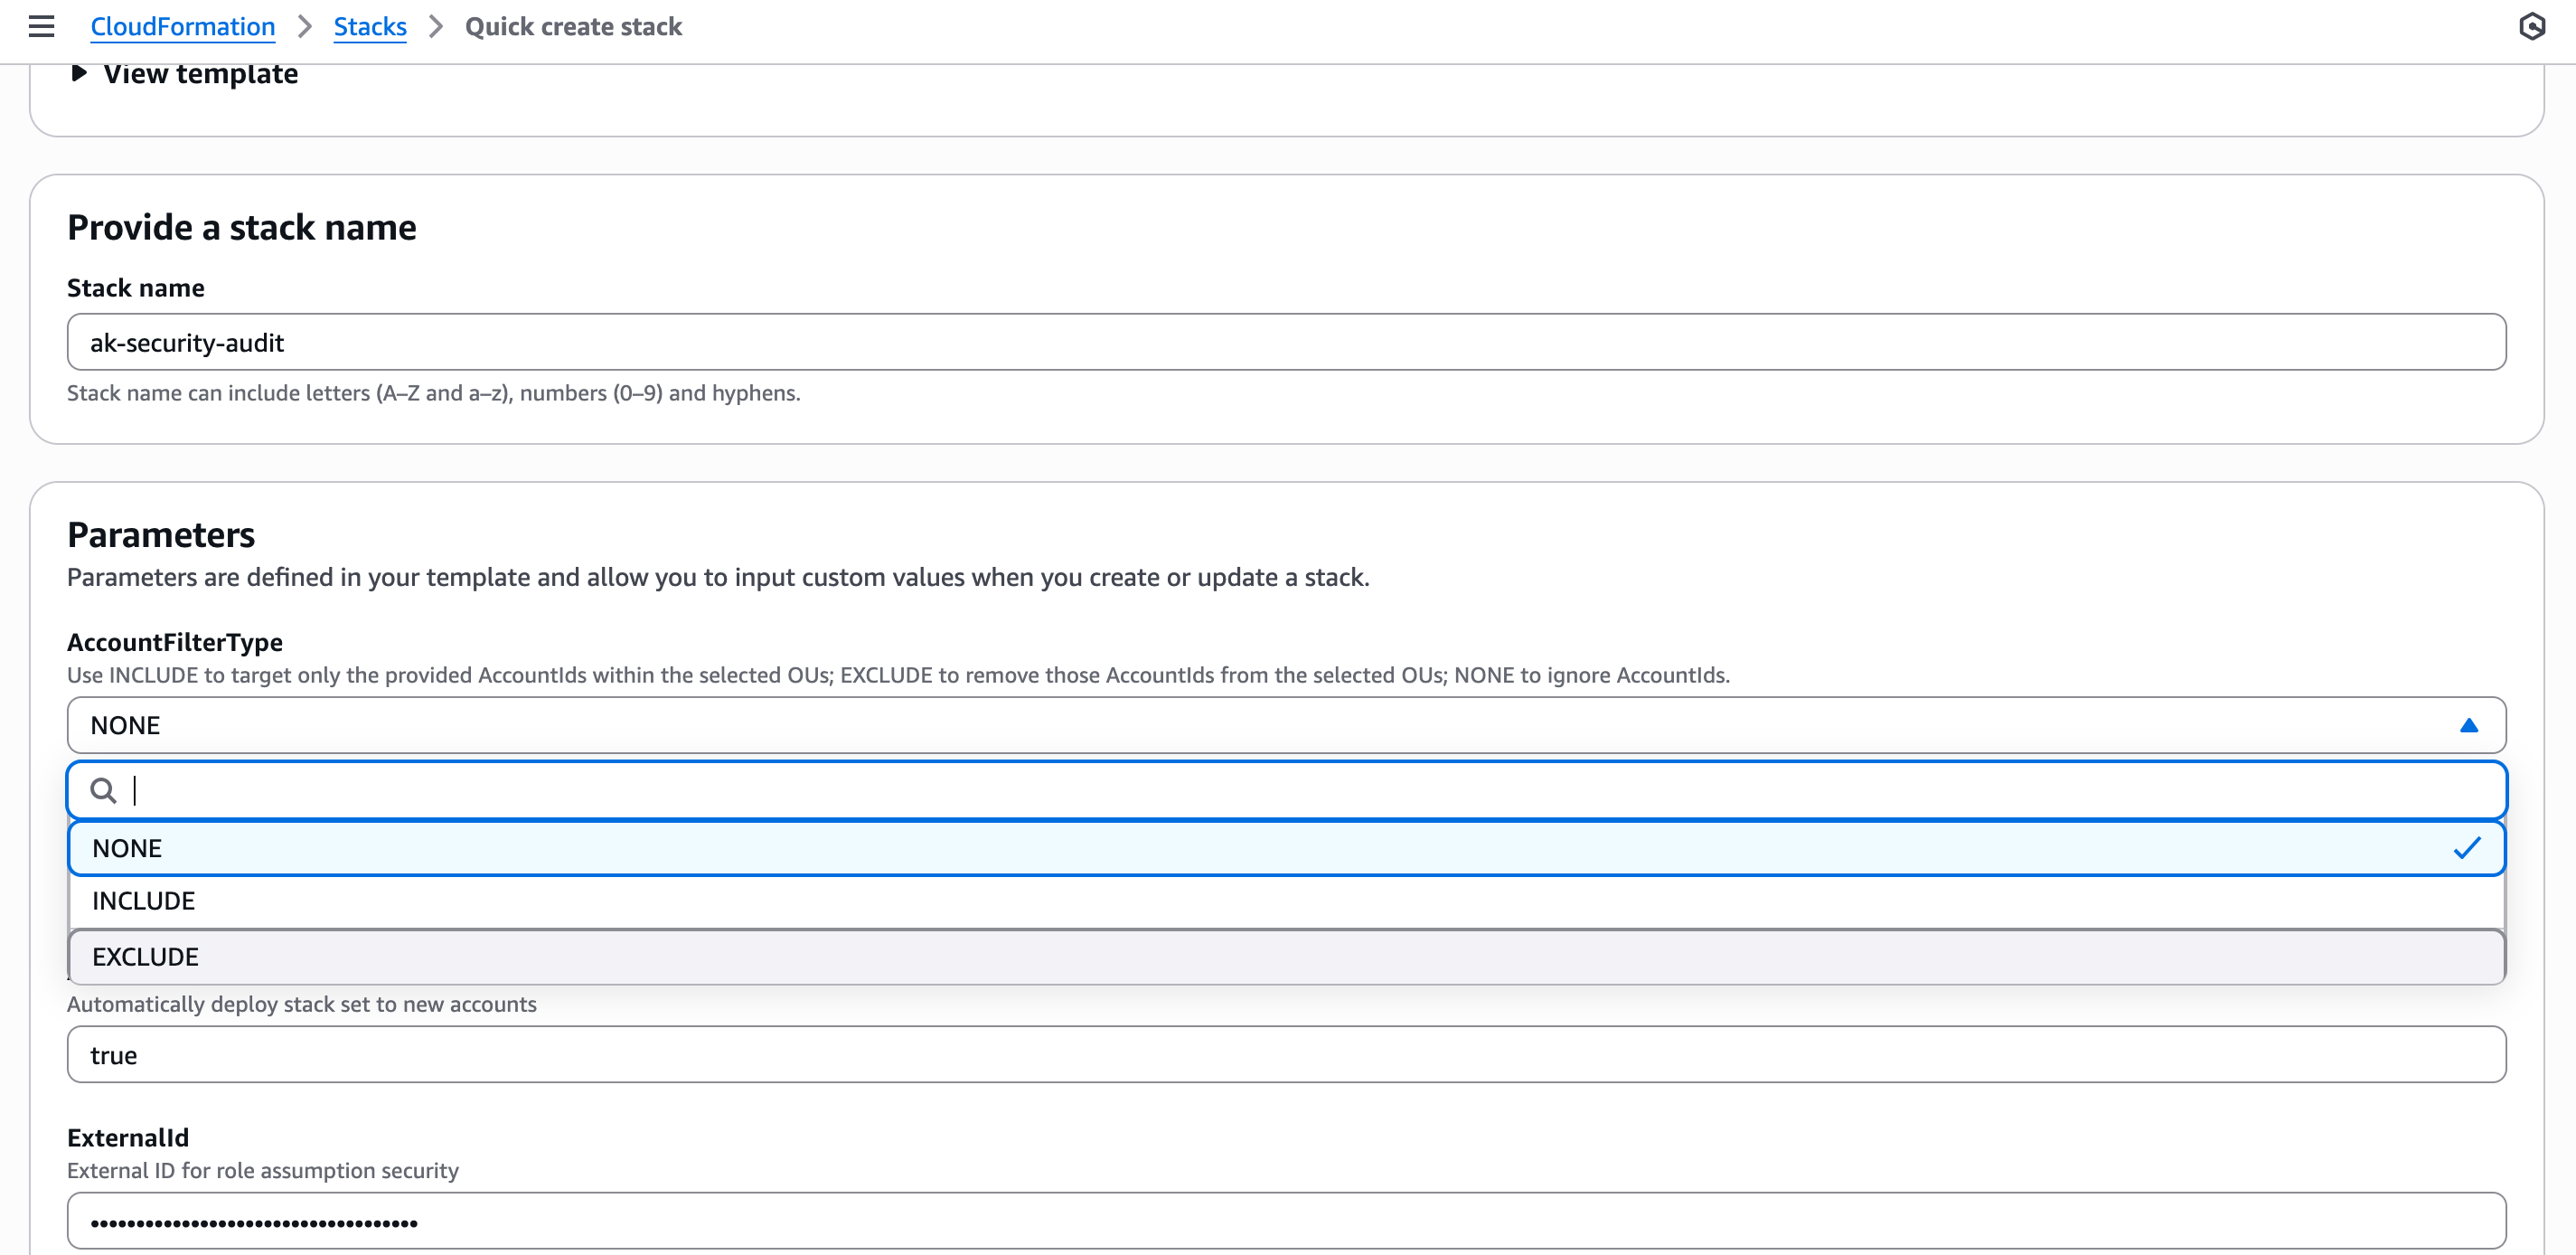 CloudFormation > Stacks > Quick create stack
View template
Provide a stack name
Stack name
ak-security-audit
Stack name can include letters (A–Z and a–z), numbers (0–9) and hyphens.
Parameters
Parameters are defined in your template and allow you to input custom values when you create or update a stack.
AccountFilterType
Use INCLUDE to target only the provided AccountIds within the selected OUs; EXCLUDE to remove those AccountIds from the selected OUs; NONE to ignore AccountIds.
NONE
NONE
INCLUDE
EXCLUDE
Automatically deploy stack set to new accounts
true
ExternalId
External ID for role assumption security
••••••••••••••••••••••••••••••••••••